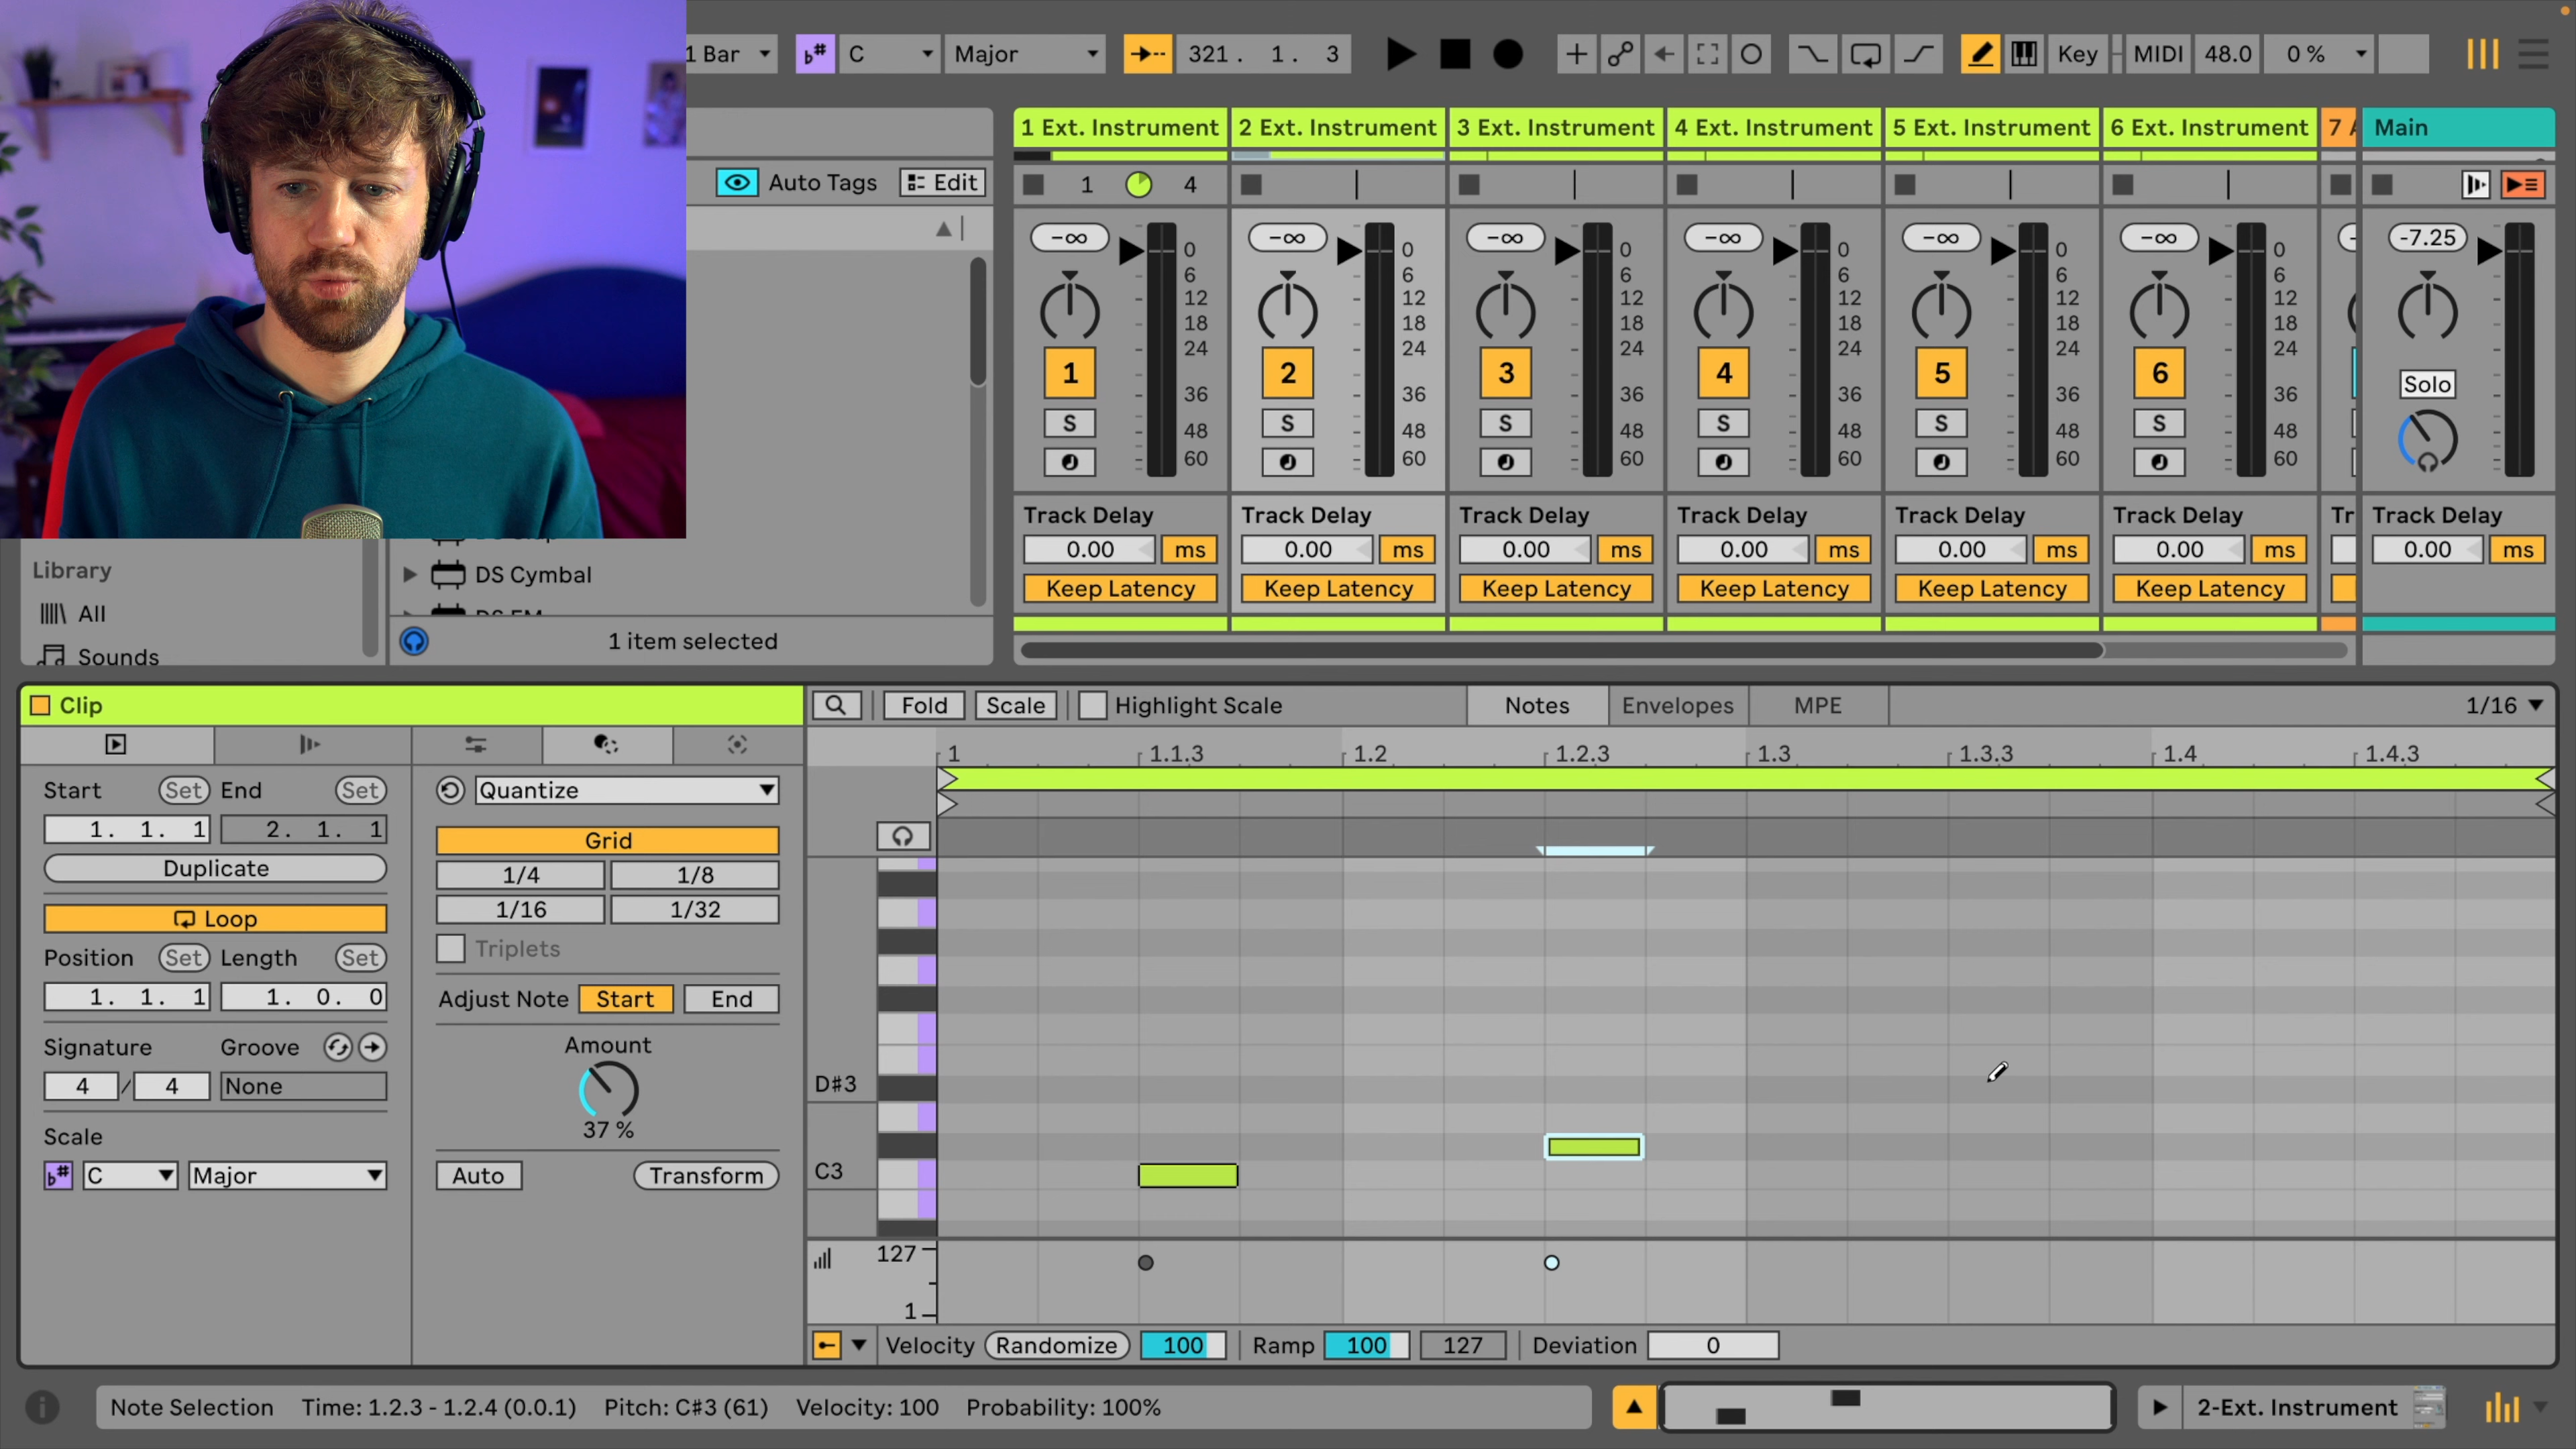 1 Bar C Major 321. 1. 3 Key MIDI 48.0 0 %
1 Ext. Instrument 2 Ext. Instrument 3 Ext. Instrument 4 Ext. Instrument 5 Ext. Instrument 6 Ext. Instrument 7 Main
Auto Tags Edit 1 4
-∞ -∞ -∞ -∞ -∞ -∞ -7.25
0 0 0 0 0 0
6 6 6 6 6 6
12 12 12 12 12 12
18 18 18 18 18 18
24 24 24 24 24 24
1 2 3 4 5 6
Solo
36 36 36 36 36 36
S S S S S S
48 48 48 48 48 48
60 60 60 60 60 60
Track Delay Track Delay Track Delay Track Delay Track Delay Track Delay Tr Track Delay
0.00 ms 0.00 ms 0.00 ms 0.00 ms 0.00 ms 0.00 ms 0.00 ms
Keep Latency Keep Latency Keep Latency Keep Latency Keep Latency Keep Latency
Library
All
Sounds
DS Cymbal
1 item selected
Clip
Fold Scale Highlight Scale Notes Envelopes MPE 1/16
1 1.1.3 1.2 1.2.3 1.3 1.3.3 1.4 1.4.3
Start Set End Set
1. 1. 1 2. 1. 1
Duplicate
Loop
Position Set Length Set
1. 1. 1 1. 0. 0
Signature Groove
4 / 4 None
Scale
C Major
Quantize
Grid
1/4 1/8
1/16 1/32
Triplets
Adjust Note Start End
Amount
37 %
Auto Transform
D#3
C3
127
1
Velocity Randomize 100 Ramp 100 127 Deviation 0
Note Selection Time: 1.2.3 - 1.2.4 (0.0.1) Pitch: C#3 (61) Velocity: 100 Probability: 100%
2-Ext. Instrument